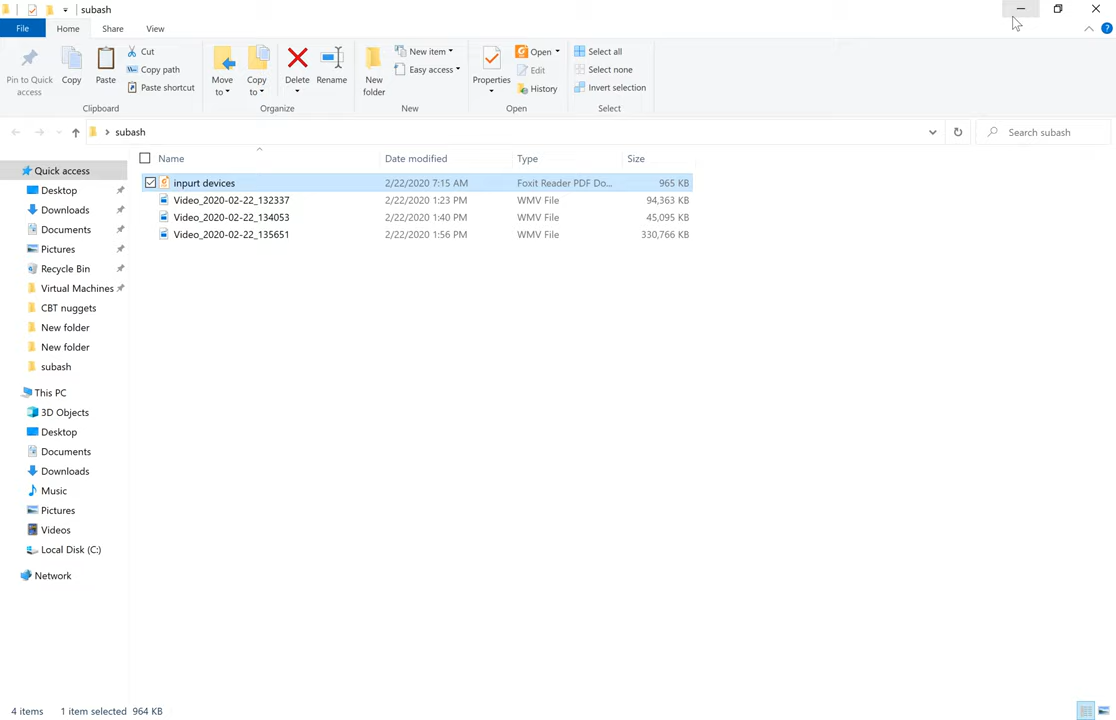 subash
File Home Share View
Pin to Quick access
Copy
Paste
Cut
Copy path
Paste shortcut
Clipboard
Move to
Copy to
Delete
Rename
Organize
New folder
New item
Easy access
New
Properties
Open
Edit
History
Open
Select all
Select none
Invert selection
Select
subash
Search subash
Name Date modified Type Size
inpurt devices 2/22/2020 7:15 AM Foxit Reader PDF Do... 965 KB
Video_2020-02-22_132337 2/22/2020 1:23 PM WMV File 94,363 KB
Video_2020-02-22_134053 2/22/2020 1:40 PM WMV File 45,095 KB
Video_2020-02-22_135651 2/22/2020 1:56 PM WMV File 330,766 KB
Quick access
Desktop
Downloads
Documents
Pictures
Recycle Bin
Virtual Machines
CBT nuggets
New folder
New folder
subash
This PC
3D Objects
Desktop
Documents
Downloads
Music
Pictures
Videos
Local Disk (C:)
Network
4 items 1 item selected 964 KB